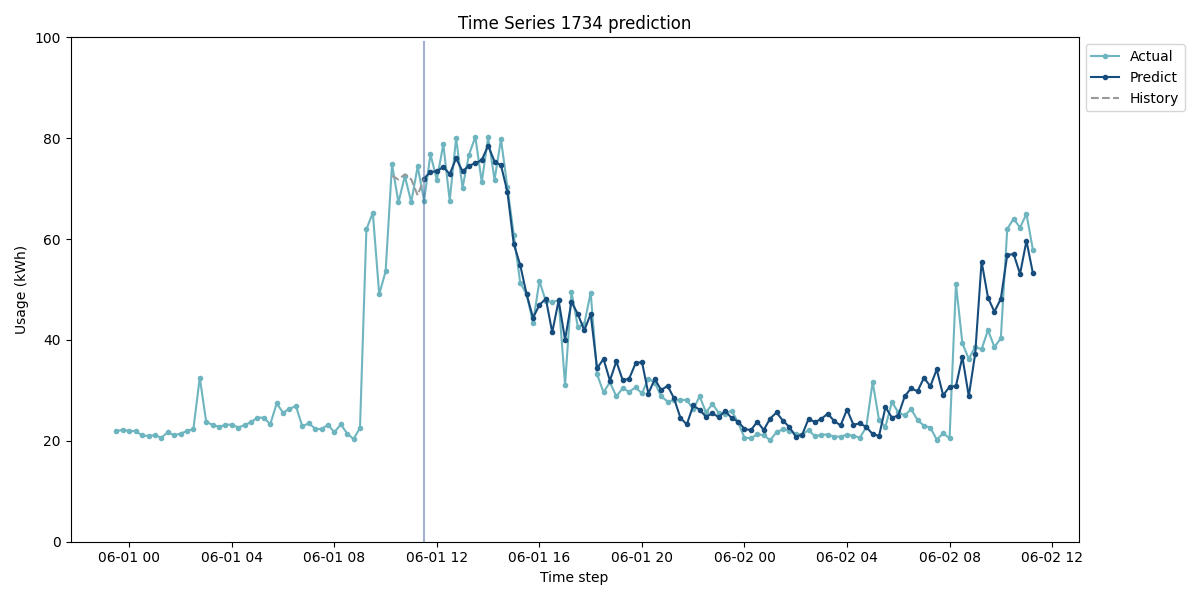 Time Series 1734 prediction
100
80
60
40
20
0
Usage (kWh)
06-01 00
06-01 04
06-01 08
06-01 12
06-01 16
06-01 20
06-02 00
06-02 04
06-02 08
06-02 12
Time step
Actual
Predict
History